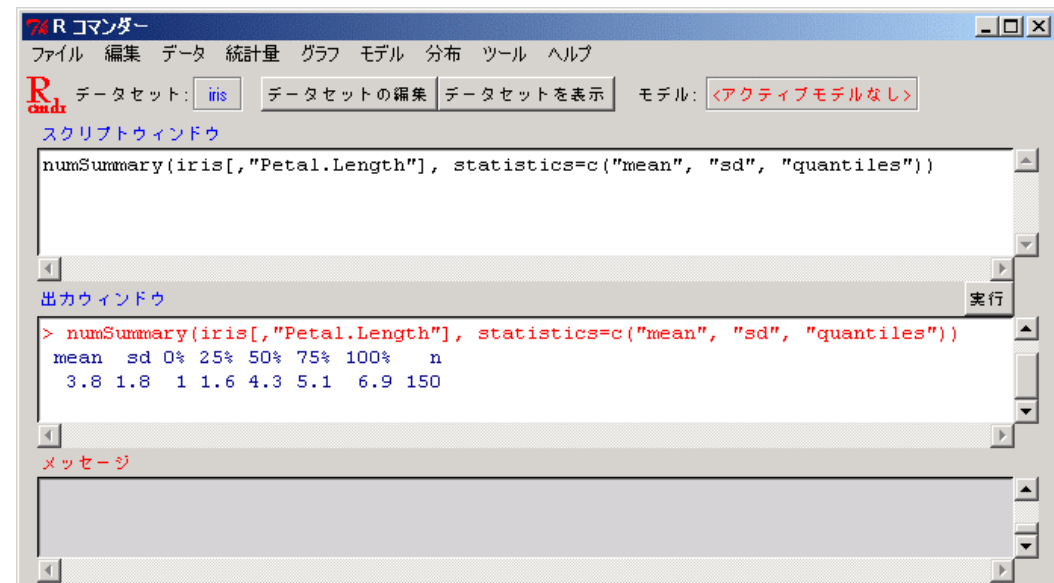 R コマンダー
ファイル 編集 データ 統計量 グラフ モデル 分布 ツール ヘルプ
R cmdr データセット: iris データセットの編集 データセットを表示 モデル: <アクティブモデルなし>
スクリプトウィンドウ
numSummary(iris[,"Petal.Length"], statistics=c("mean", "sd", "quantiles"))
出力ウィンドウ 実行
> numSummary(iris[,"Petal.Length"], statistics=c("mean", "sd", "quantiles"))
mean sd 0% 25% 50% 75% 100% n
3.8 1.8 1 1.6 4.3 5.1 6.9 150
メッセージ